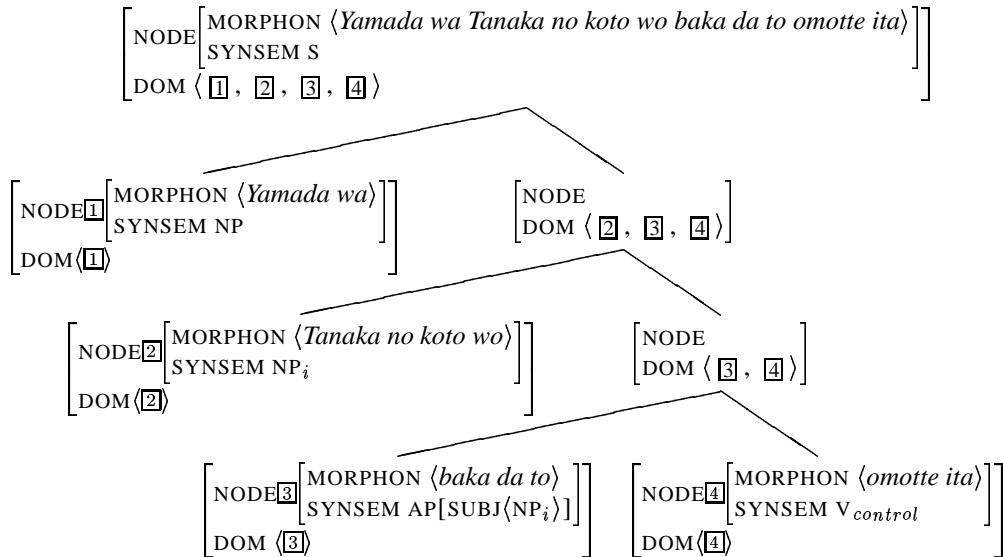 NODE [MORPHON ⟨Yamada wa Tanaka no koto wo baka da to omotte ita⟩
SYNSEM S]
DOM ⟨ 1 , 2 , 3 , 4 ⟩
NODE 1 [MORPHON ⟨Yamada wa⟩
SYNSEM NP]
DOM⟨1⟩
NODE
DOM ⟨ 2 , 3 , 4 ⟩
NODE 2 [MORPHON ⟨Tanaka no koto wo⟩
SYNSEM NP_i]
DOM⟨2⟩
NODE
DOM ⟨ 3 , 4 ⟩
NODE 3 [MORPHON ⟨baka da to⟩
SYNSEM AP[SUBJ⟨NP_i⟩]]
DOM ⟨3⟩
NODE 4 [MORPHON ⟨omotte ita⟩
SYNSEM V_control]
DOM⟨4⟩